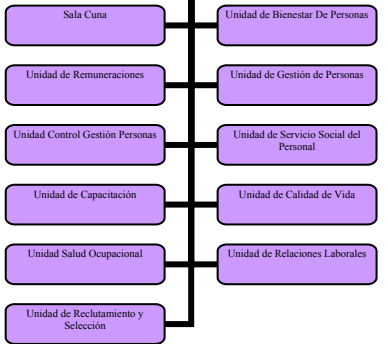 Sala Cuna
Unidad de Bienestar De Personas
Unidad de Remuneraciones
Unidad de Gestión de Personas
Unidad Control Gestión Personas
Unidad de Servicio Social del
Personal
Unidad de Capacitación
Unidad de Calidad de Vida
Unidad Salud Ocupacional
Unidad de Relaciones Laborales
Unidad de Reclutamiento y
Selección